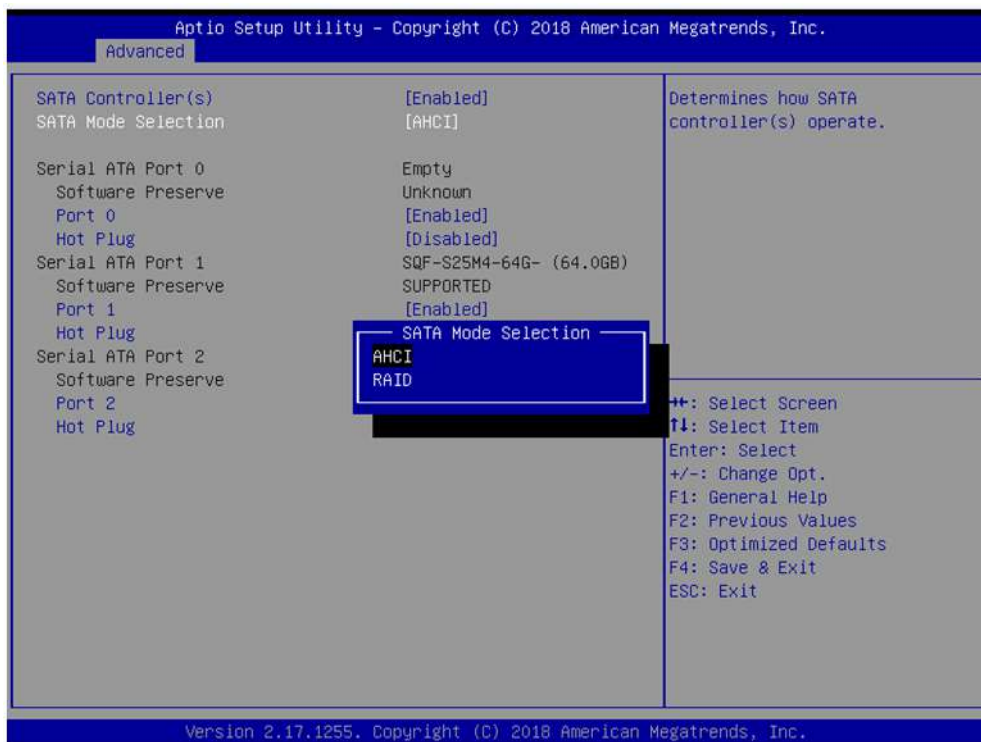 Aptio Setup Utility – Copyright (C) 2018 American Megatrends, Inc.
Advanced
SATA Controller(s) [Enabled]
SATA Mode Selection [AHCI]
Serial ATA Port 0 Empty
Software Preserve Unknown
Port 0 [Enabled]
Hot Plug [Disabled]
Serial ATA Port 1 SQF-S25M4-64G- (64.0GB)
Software Preserve SUPPORTED
Port 1 [Enabled]
Hot Plug
Serial ATA Port 2
Software Preserve
Port 2
Hot Plug
SATA Mode Selection
AHCI
RAID
Determines how SATA
controller(s) operate.
→←: Select Screen
↑↓: Select Item
Enter: Select
+/-: Change Opt.
F1: General Help
F2: Previous Values
F3: Optimized Defaults
F4: Save & Exit
ESC: Exit
Version 2.17.1255. Copyright (C) 2018 American Megatrends, Inc.